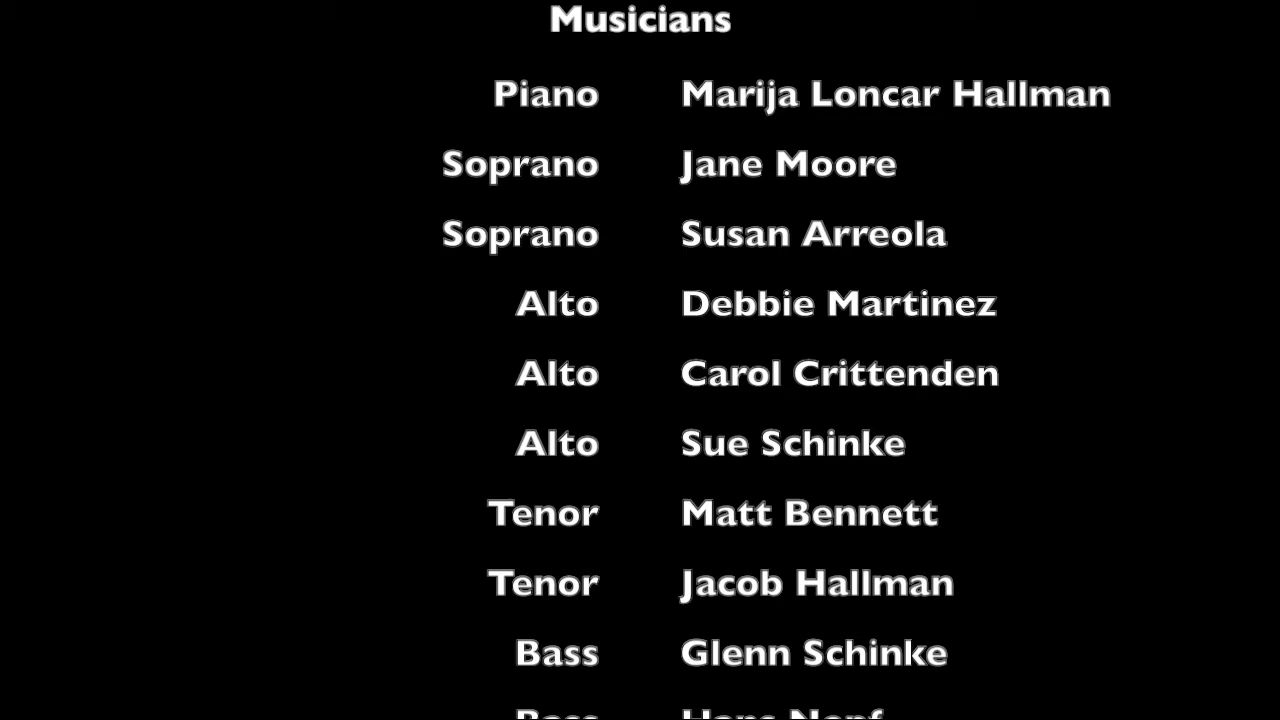 Musicians
Piano Marija Loncar Hallman
Soprano Jane Moore
Soprano Susan Arreola
Alto Debbie Martinez
Alto Carol Crittenden
Alto Sue Schinke
Tenor Matt Bennett
Tenor Jacob Hallman
Bass Glenn Schinke
Bass